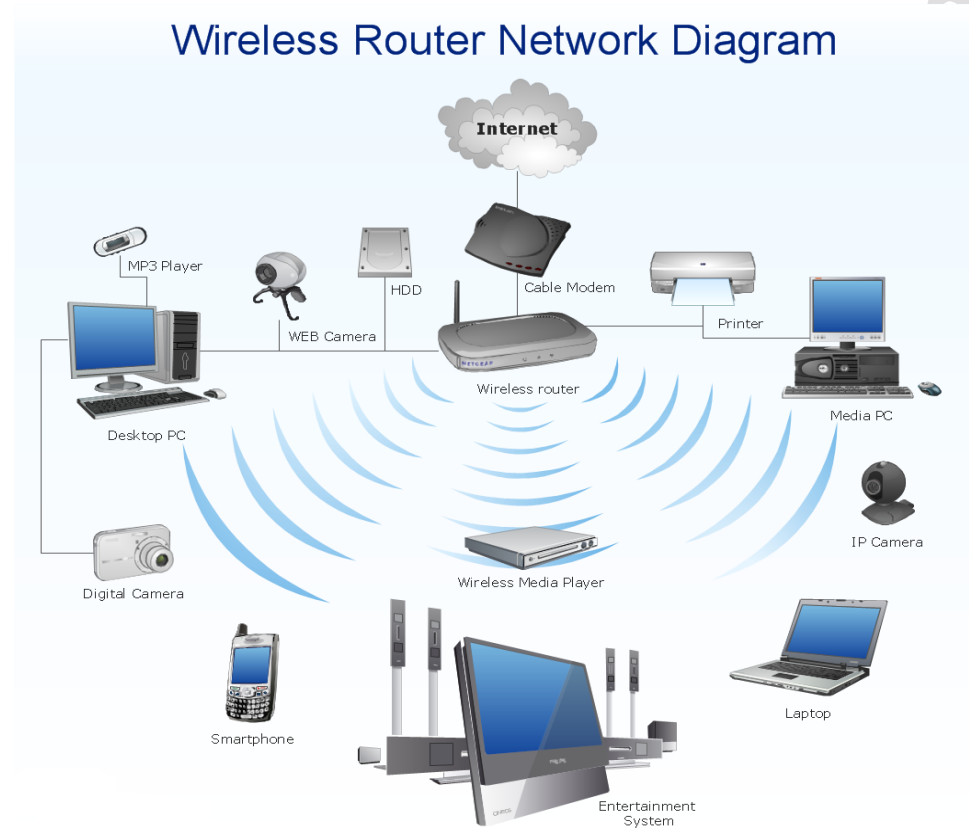 Wireless Router Network Diagram
Internet
MP3 Player
HDD
Cable Modem
WEB Camera
Printer
NETGEAR
Wireless router
Desktop PC
Media PC
IP Camera
Wireless Media Player
Digital Camera
Laptop
Smartphone
Entertainment
System